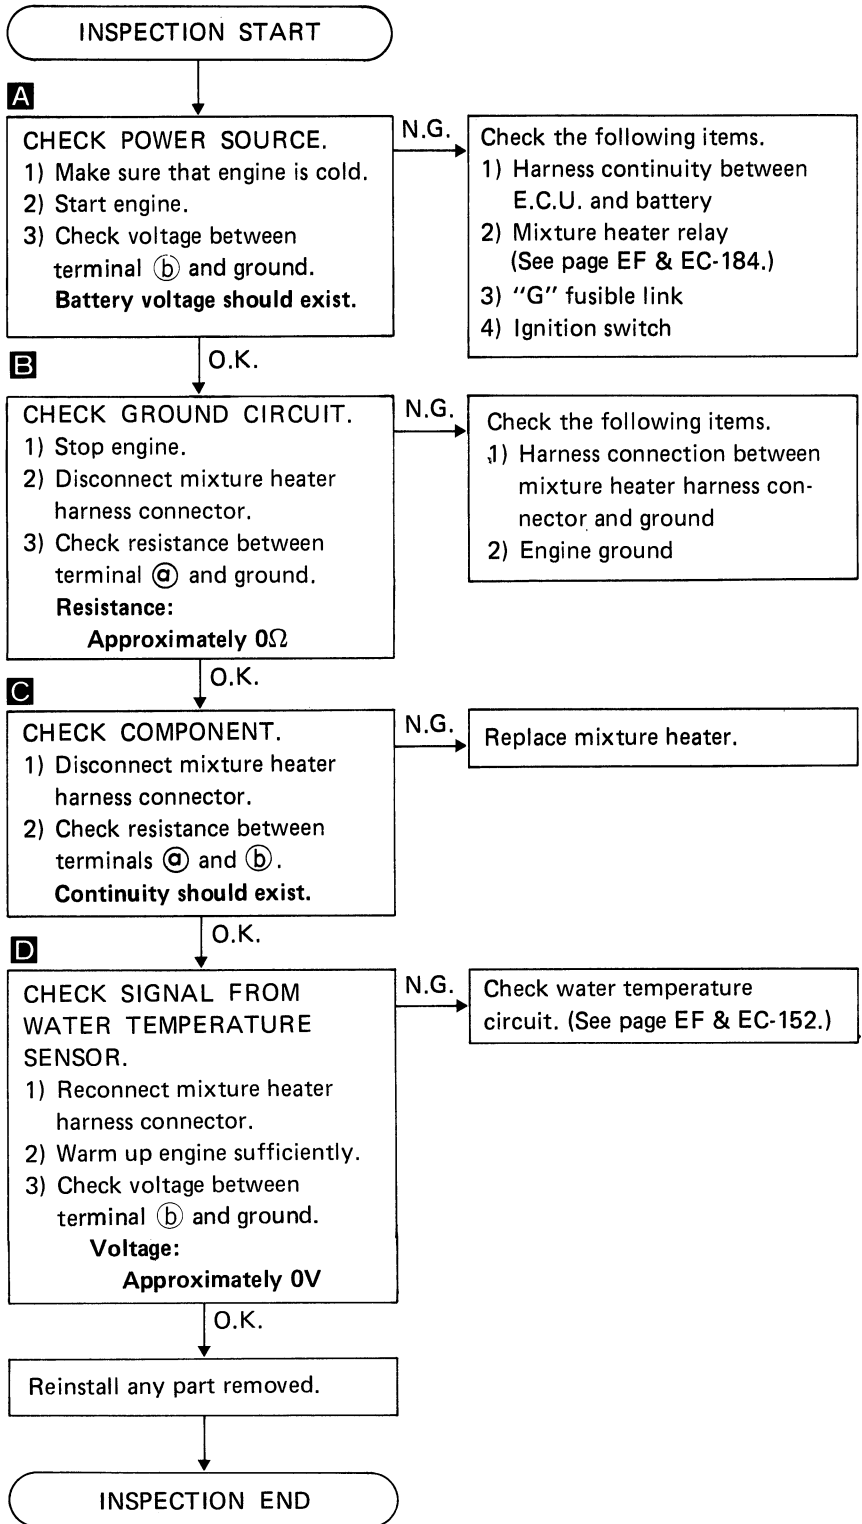 INSPECTION START
A
CHECK POWER SOURCE.
1) Make sure that engine is cold.
2) Start engine.
3) Check voltage between
terminal ⓑ and ground.
Battery voltage should exist.
N.G.
Check the following items.
1) Harness continuity between
E.C.U. and battery
2) Mixture heater relay
(See page EF & EC-184.)
3) "G" fusible link
4) Ignition switch
O.K.
B
CHECK GROUND CIRCUIT.
1) Stop engine.
2) Disconnect mixture heater
harness connector.
3) Check resistance between
terminal ⓐ and ground.
Resistance:
Approximately 0Ω
N.G.
Check the following items.
1) Harness connection between
mixture heater harness con-
nector and ground
2) Engine ground
O.K.
C
CHECK COMPONENT.
1) Disconnect mixture heater
harness connector.
2) Check resistance between
terminals ⓐ and ⓑ.
Continuity should exist.
N.G.
Replace mixture heater.
O.K.
D
CHECK SIGNAL FROM
WATER TEMPERATURE
SENSOR.
1) Reconnect mixture heater
harness connector.
2) Warm up engine sufficiently.
3) Check voltage between
terminal ⓑ and ground.
Voltage:
Approximately 0V
N.G.
Check water temperature
circuit. (See page EF & EC-152.)
O.K.
Reinstall any part removed.
INSPECTION END